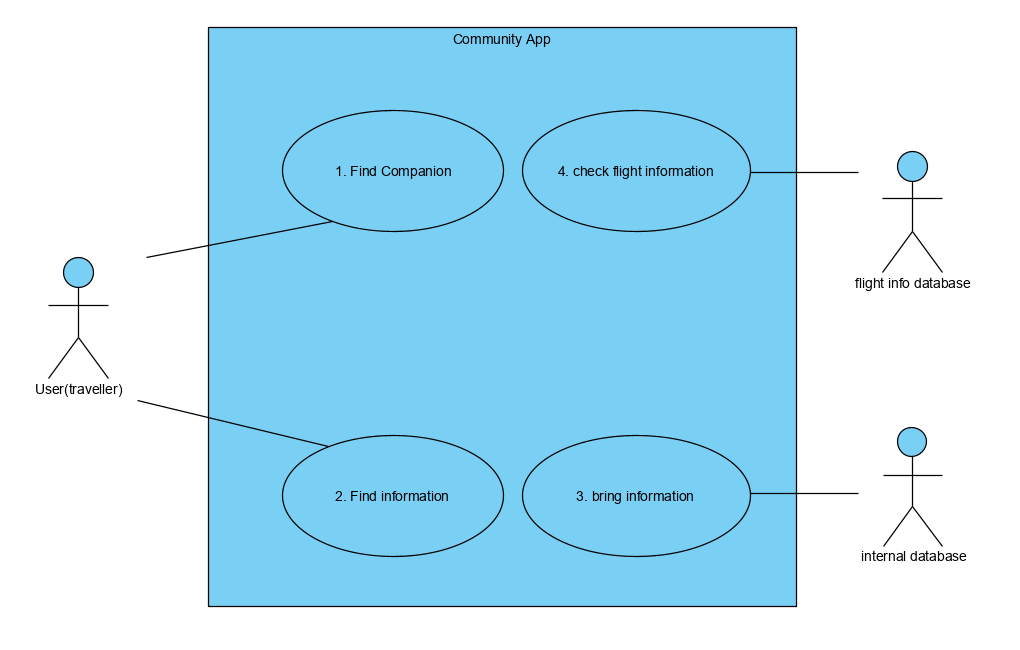 Community App
1. Find Companion
4. check flight information
flight info database
User(traveller)
2. Find information
3. bring information
internal database